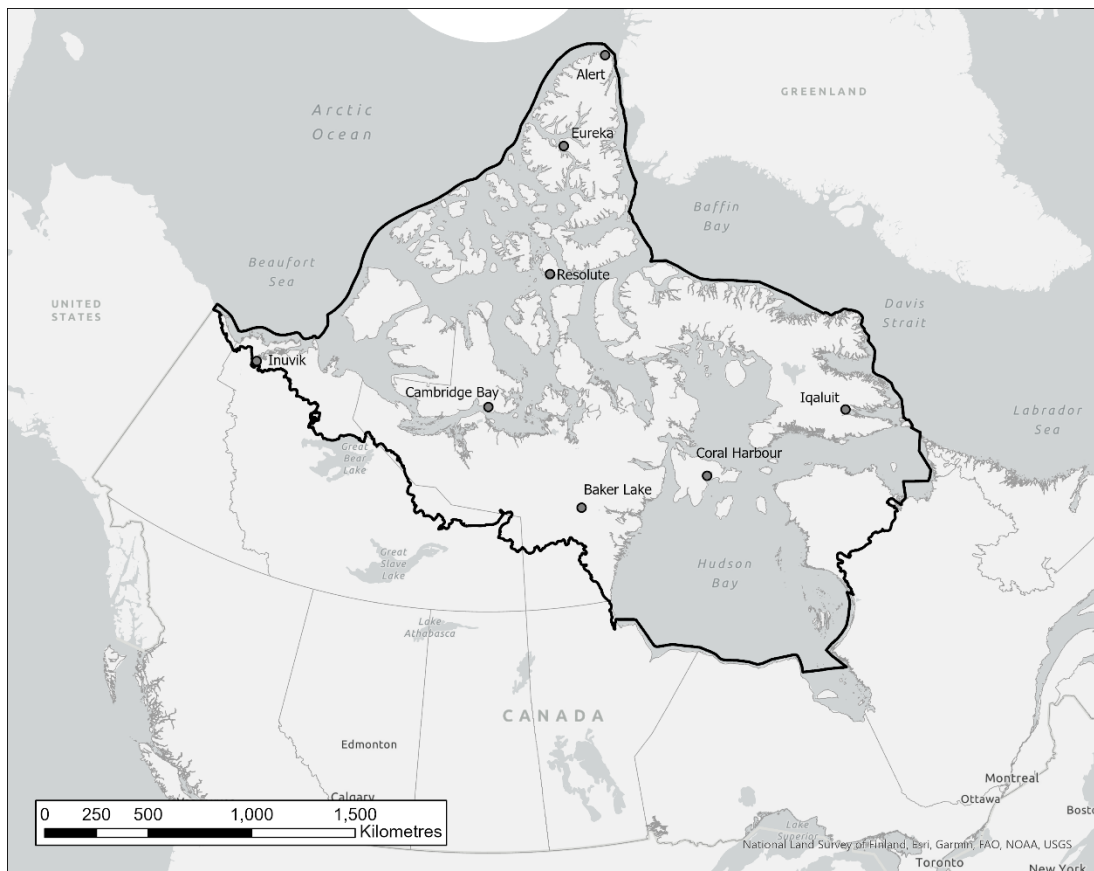 Alert
GREENLAND
Arctic
Ocean
Eureka
Baffin
Bay
Beaufort
Sea
Resolute
UNITED
STATES
Davis
Strait
Inuvik
Cambridge Bay
Iqaluit
Labrador
Sea
Great
Bear
Lake
Coral Harbour
Baker Lake
Great
Slave
Lake
Hudson
Bay
Lake
Athabasca
CANADA
Edmonton
Montreal
Calgary
Ottawa
Bost
0 250 500 1,000 1,500
Kilometres
Lake
Superior
National Land Survey of Finland, Esri, Garmin, FAO, NOAA, USGS
Toronto
New York